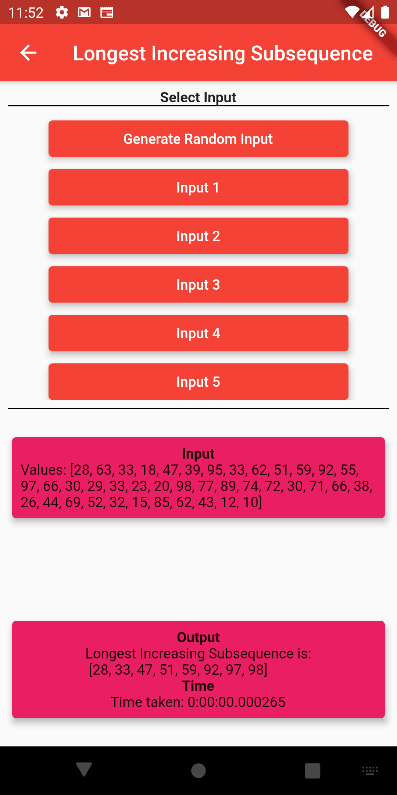 11:52
DEBUG
Longest Increasing Subsequence
Select Input
Generate Random Input
Input 1
Input 2
Input 3
Input 4
Input 5
Input
Values: [28, 63, 33, 18, 47, 39, 95, 33, 62, 51, 59, 92, 55,
97, 66, 30, 29, 33, 23, 20, 98, 77, 89, 74, 72, 30, 71, 66, 38,
26, 44, 69, 52, 32, 15, 85, 62, 43, 12, 10]
Output
Longest Increasing Subsequence is:
[28, 33, 47, 51, 59, 92, 97, 98]
Time
Time taken: 0:00:00.000265